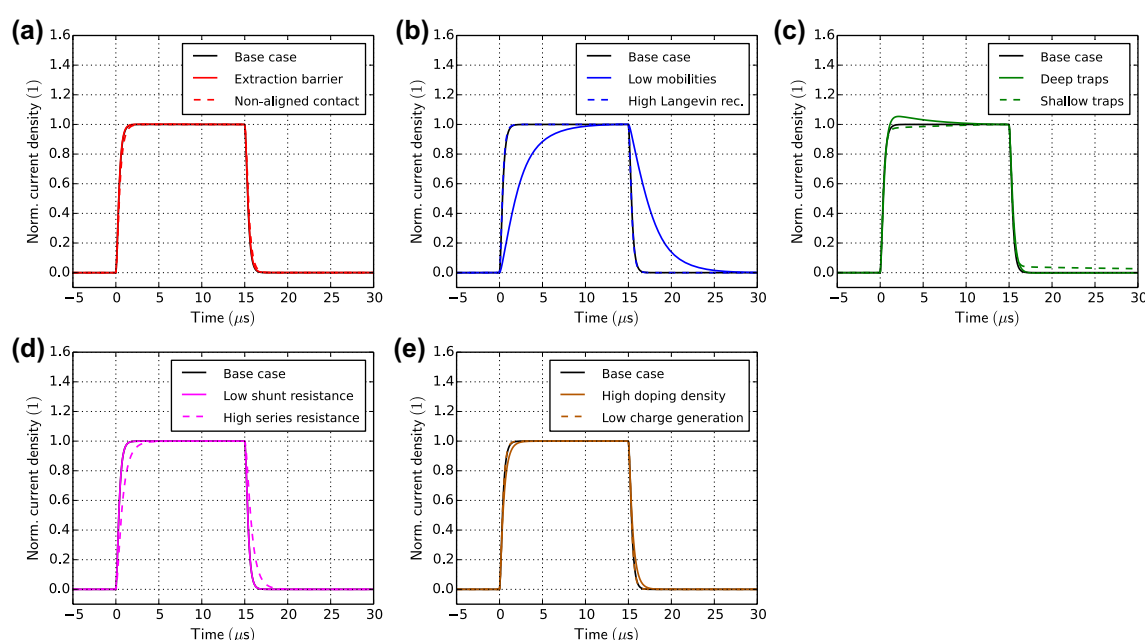 (a)
1.6
1.4
1.2
1.0
0.8
0.6
0.4
0.2
0.0
Norm. current density (1)
Base case
Extraction barrier
Non-aligned contact
−5 0 5 10 15 20 25 30
Time (μs)
(b)
1.6
1.4
1.2
1.0
0.8
0.6
0.4
0.2
0.0
Norm. current density (1)
Base case
Low mobilities
High Langevin rec.
−5 0 5 10 15 20 25 30
Time (μs)
(c)
1.6
1.4
1.2
1.0
0.8
0.6
0.4
0.2
0.0
Norm. current density (1)
Base case
Deep traps
Shallow traps
−5 0 5 10 15 20 25 30
Time (μs)
(d)
1.6
1.4
1.2
1.0
0.8
0.6
0.4
0.2
0.0
Norm. current density (1)
Base case
Low shunt resistance
High series resistance
−5 0 5 10 15 20 25 30
Time (μs)
(e)
1.6
1.4
1.2
1.0
0.8
0.6
0.4
0.2
0.0
Norm. current density (1)
Base case
High doping density
Low charge generation
−5 0 5 10 15 20 25 30
Time (μs)